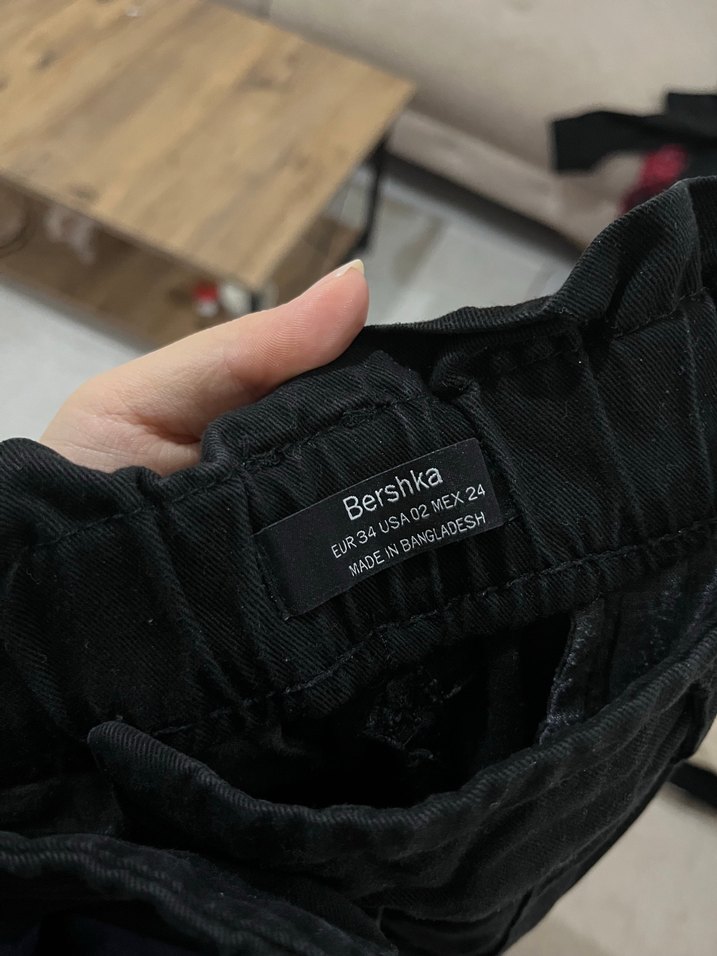 Bershka
EUR 34 USA 02 MEX 24
MADE IN BANGLADESH